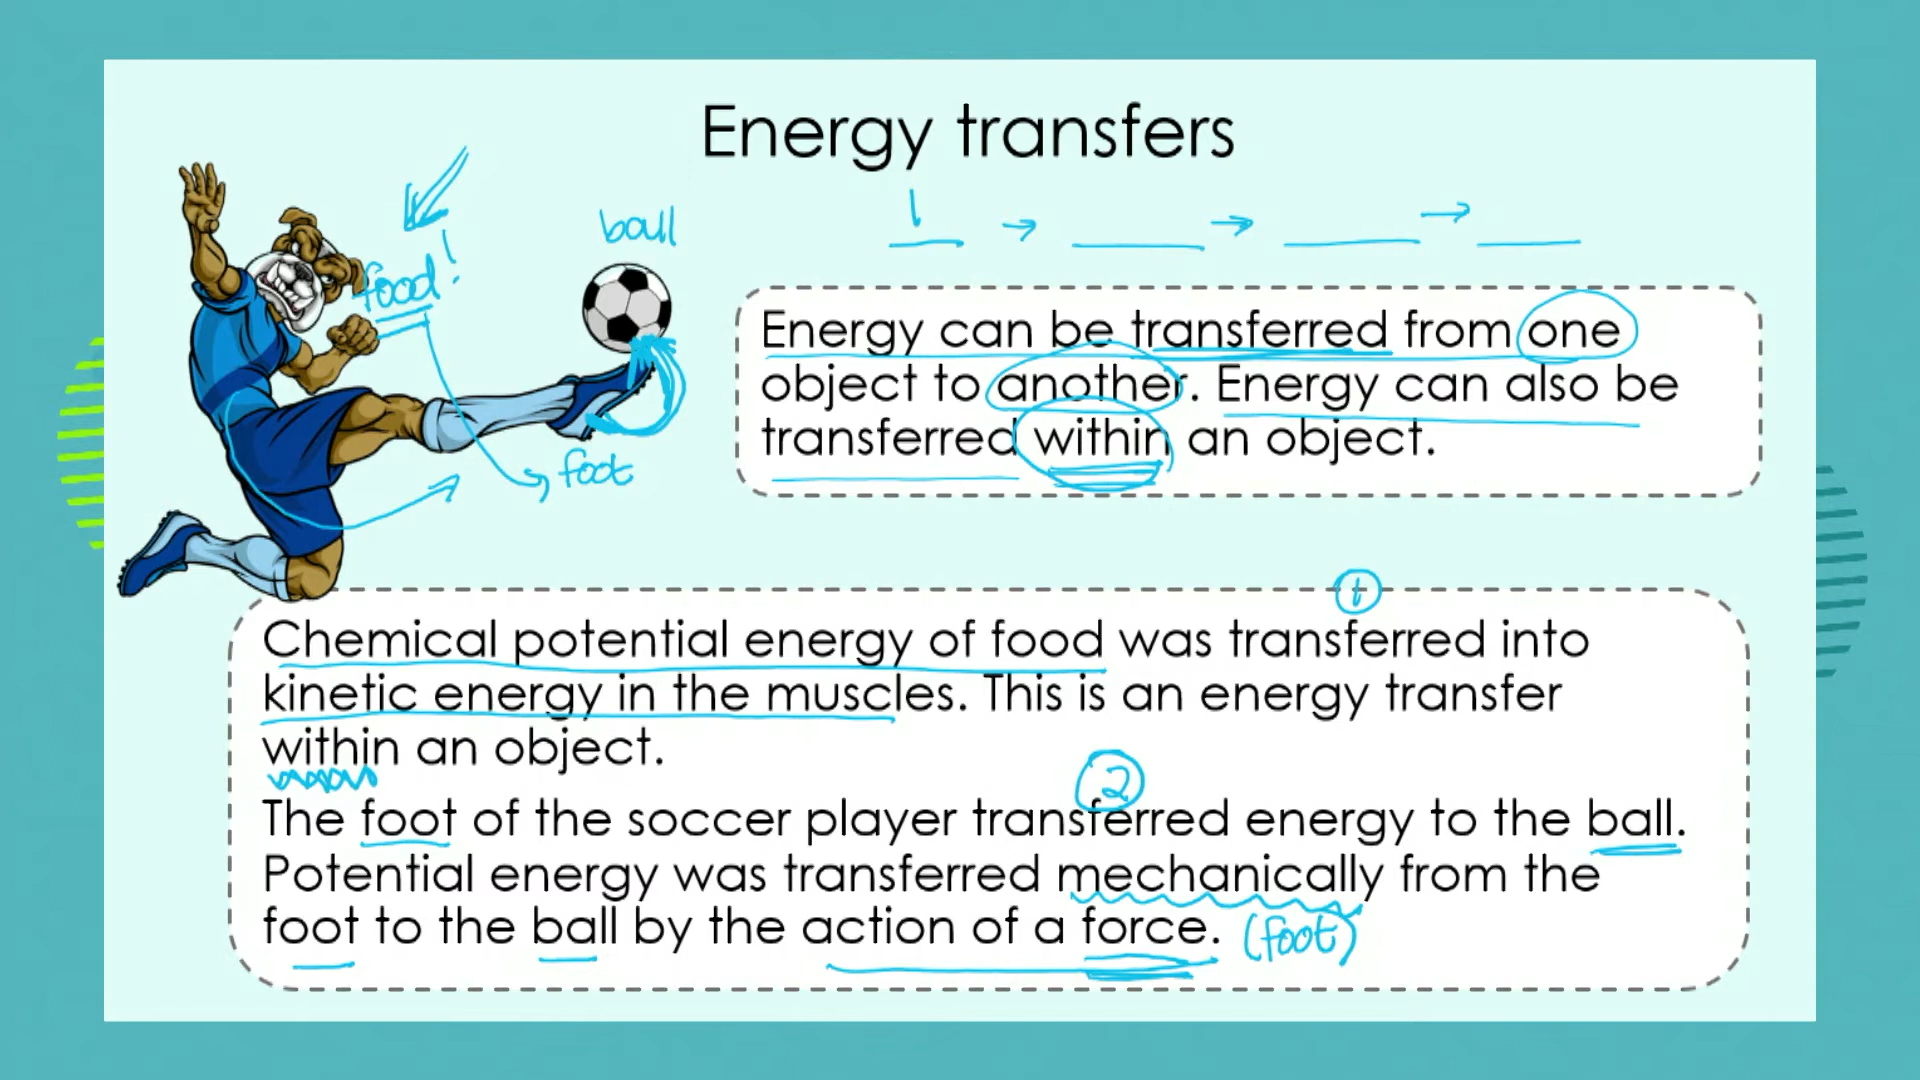 Energy transfers
ball
food!
foot
1 → → →
Energy can be transferred from one
object to another. Energy can also be
transferred within an object.
1
Chemical potential energy of food was transferred into
kinetic energy in the muscles. This is an energy transfer
within an object.
2
The foot of the soccer player transferred energy to the ball.
Potential energy was transferred mechanically from the
foot to the ball by the action of a force. (foot)